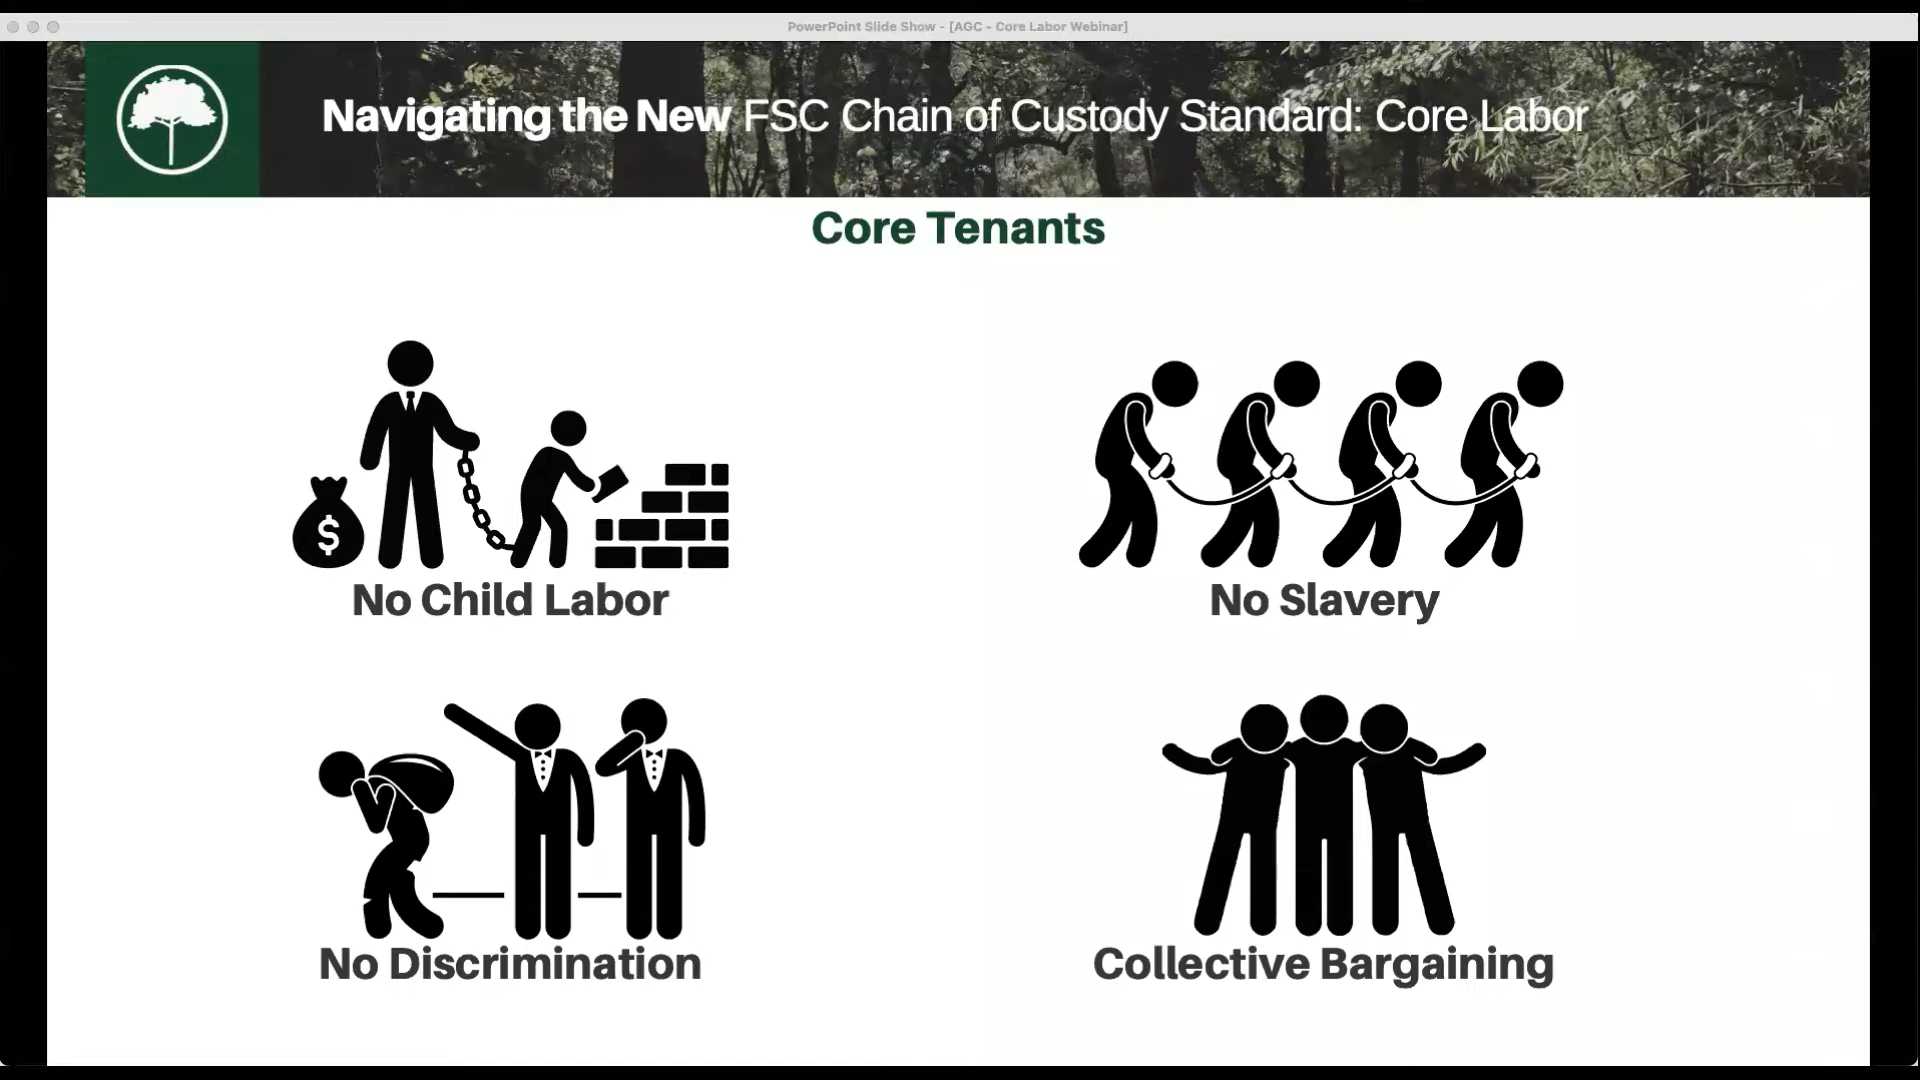 PowerPoint Slide Show - [AGC - Core Labor Webinar]
Navigating the New FSC Chain of Custody Standard: Core Labor
Core Tenants
$
No Child Labor
No Slavery
No Discrimination
Collective Bargaining